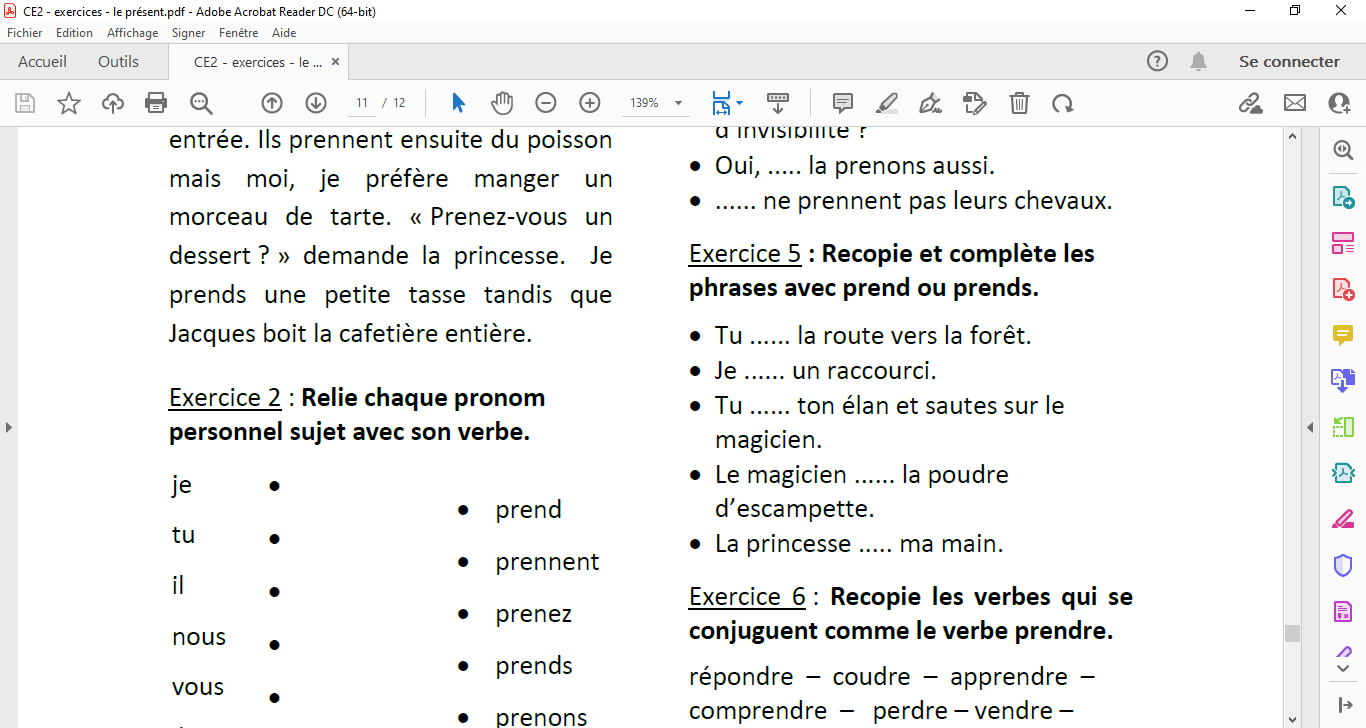 CE2 - exercices - le présent.pdf - Adobe Acrobat Reader DC (64-bit)
Fichier Edition Affichage Signer Fenêtre Aide
Accueil Outils CE2 - exercices - le ... × Se connecter
11 / 12 139%
entrée. Ils prennent ensuite du poisson
mais moi, je préfère manger un
morceau de tarte. « Prenez-vous un
dessert ? » demande la princesse. Je
prends une petite tasse tandis que
Jacques boit la cafetière entière.
Exercice 2 : Relie chaque pronom
personnel sujet avec son verbe.
je •
tu •
il •
nous •
vous •
• prend
• prennent
• prenez
• prends
• prenons
d'invisibilité ?
• Oui, ..... la prenons aussi.
• ...... ne prennent pas leurs chevaux.
Exercice 5 : Recopie et complète les
phrases avec prend ou prends.
• Tu ...... la route vers la forêt.
• Je ...... un raccourci.
• Tu ...... ton élan et sautes sur le
magicien.
• Le magicien ...... la poudre
d’escampette.
• La princesse ..... ma main.
Exercice 6 : Recopie les verbes qui se
conjuguent comme le verbe prendre.
répondre – coudre – apprendre –
comprendre – perdre – vendre –